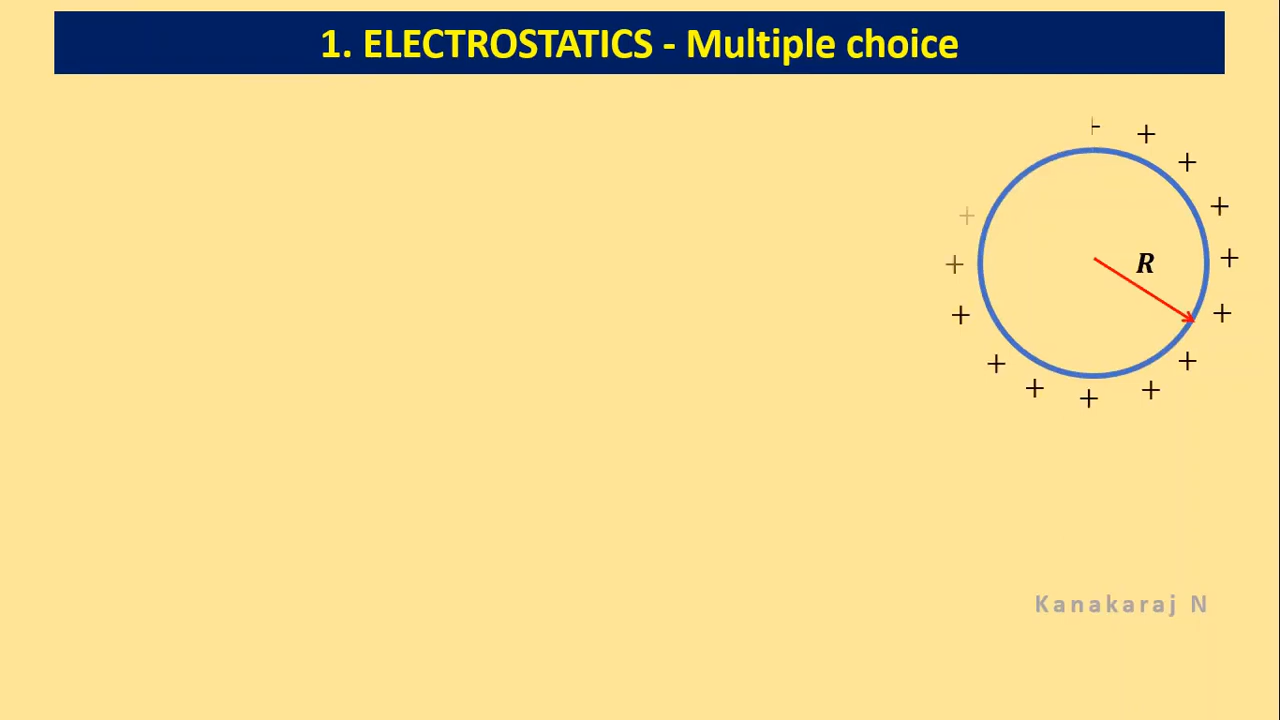 1. ELECTROSTATICS - Multiple choice
+ +
+
+ +
+ R +
+ +
+ +
+ + +
Kanakaraj N